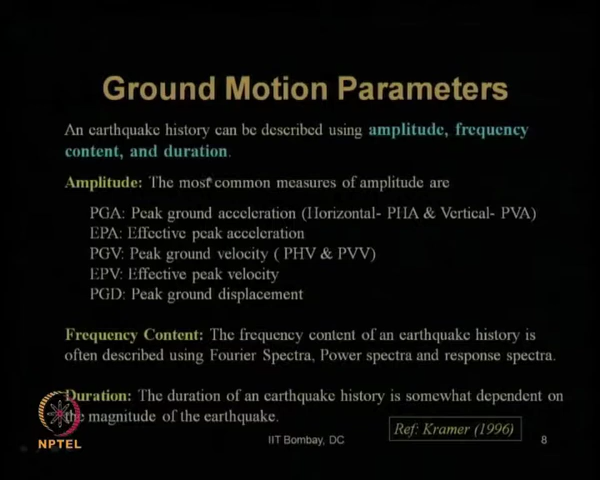 Ground Motion Parameters
An earthquake history can be described using amplitude, frequency
content, and duration.
Amplitude: The most common measures of amplitude are
PGA: Peak ground acceleration (Horizontal- PHA & Vertical- PVA)
EPA: Effective peak acceleration
PGV: Peak ground velocity ( PHV & PVV)
EPV: Effective peak velocity
PGD: Peak ground displacement
Frequency Content: The frequency content of an earthquake history is
often described using Fourier Spectra, Power spectra and response spectra.
Duration: The duration of an earthquake history is somewhat dependent on
the magnitude of the earthquake.
Ref: Kramer (1996)
NPTEL
IIT Bombay, DC
8